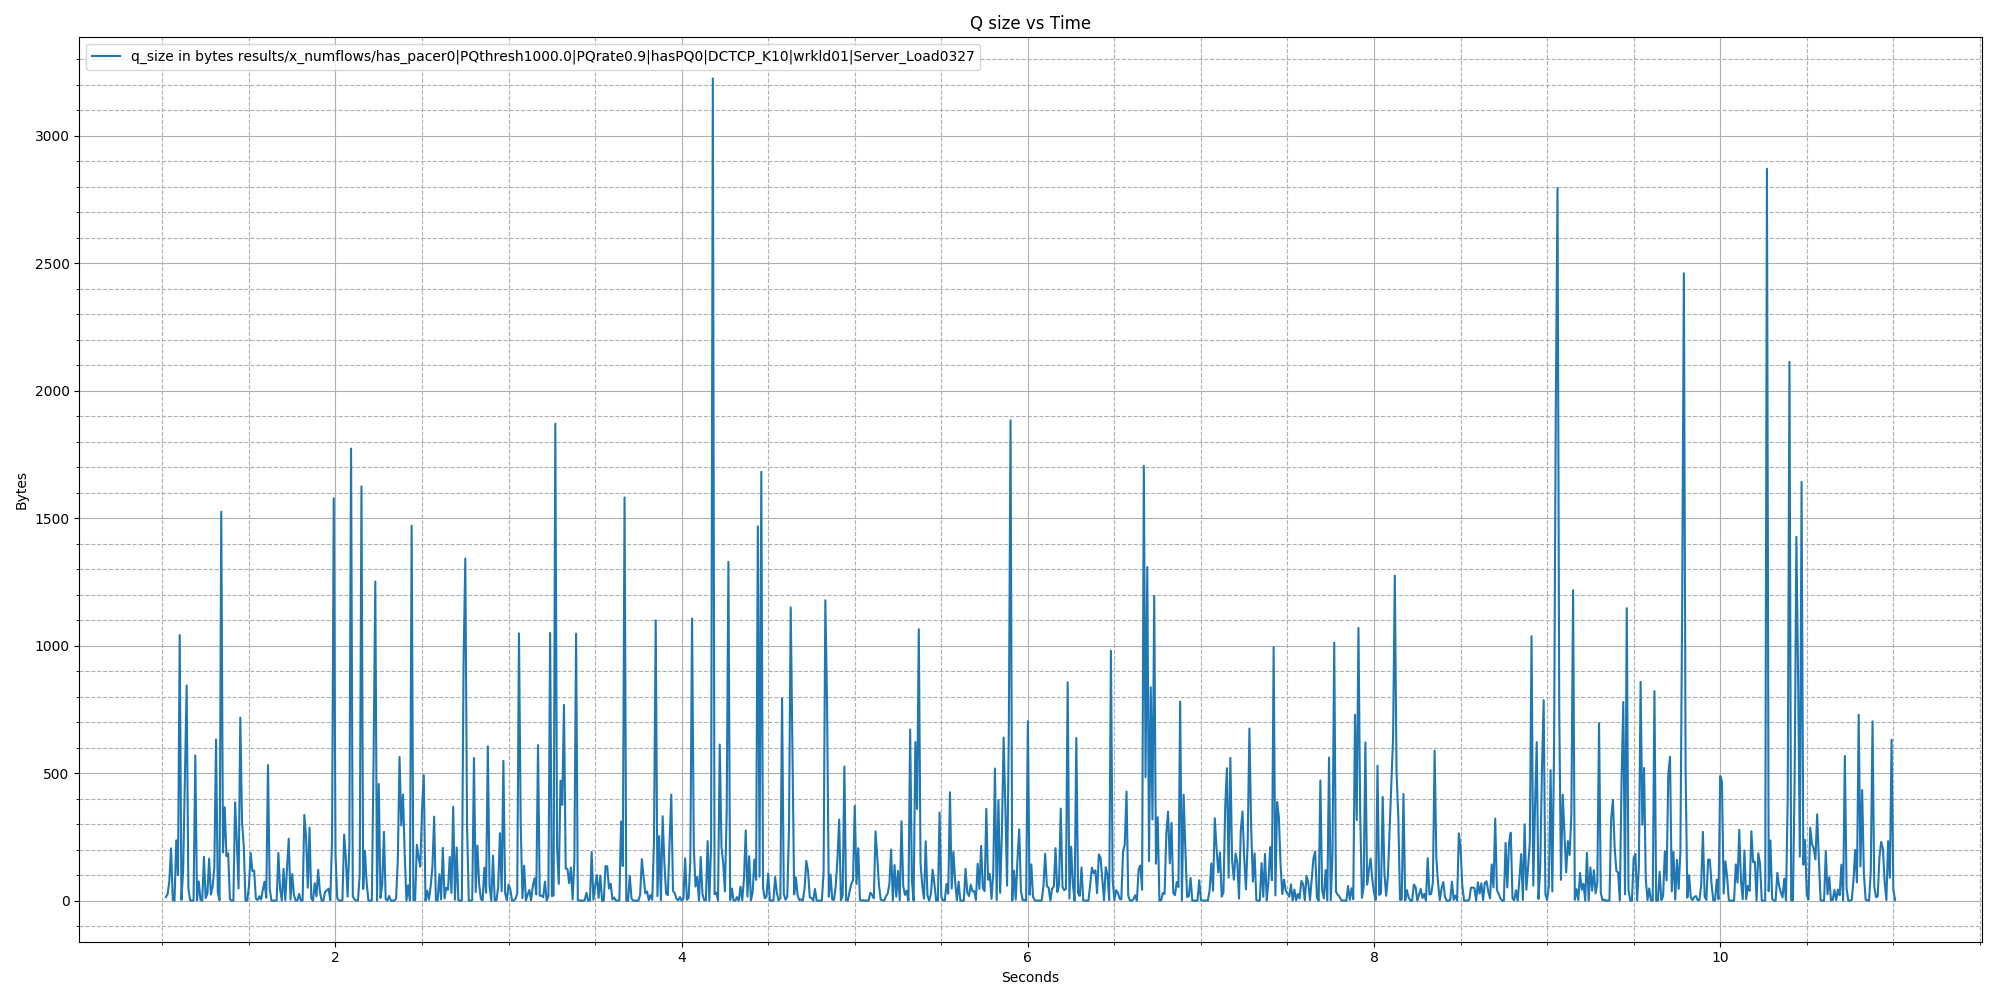 Q size vs Time
q_size in bytes results/x_numflows/has_pacer0|PQthresh1000.0|PQrate0.9|hasPQ0|DCTCP_K10|wrkld01|Server_Load0327
3000
2500
2000
1500
1000
500
0
Bytes
2 4 6 8 10
Seconds